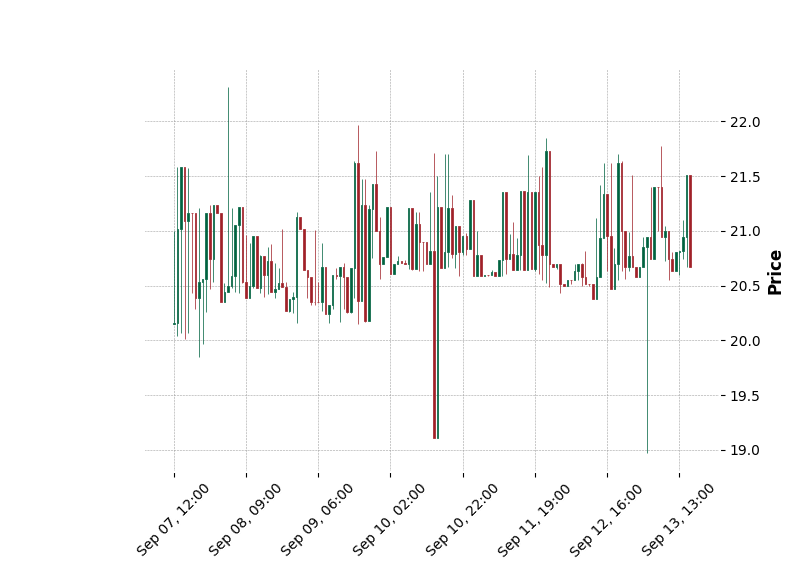 22.0
21.5
21.0
20.5
20.0
19.5
19.0
Price
Sep 07, 12:00
Sep 08, 09:00
Sep 09, 06:00
Sep 10, 02:00
Sep 10, 22:00
Sep 11, 19:00
Sep 12, 16:00
Sep 13, 13:00